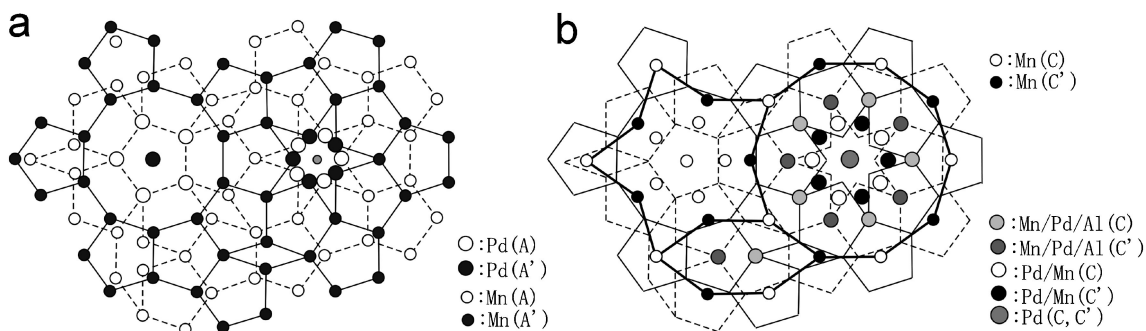 a
○:Pd(A)
●:Pd(A')
○:Mn(A)
●:Mn(A')
b
○:Mn(C)
●:Mn(C')
●:Mn/Pd/Al(C)
●:Mn/Pd/Al(C')
○:Pd/Mn(C)
●:Pd/Mn(C')
●:Pd(C,C')